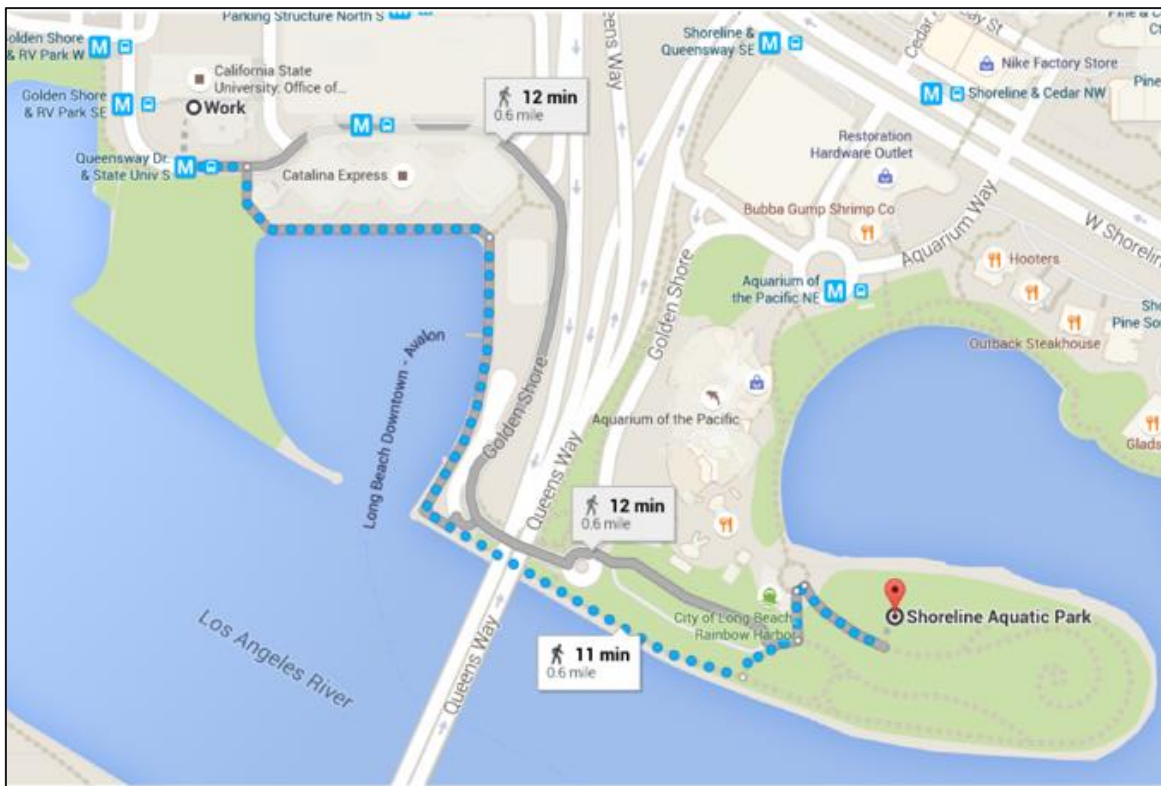 Parking Structure North S
Golden Shore
& RV Park W
M
California State
University: Office of...
Work
Golden Shore
& RV Park SE
M
M
Queensway Dr.
& State Univ S
M
Catalina Express
12 min
0.6 mile
Queens Way
Shoreline &
Queensway SE
M
Nike Factory Store
M
Shoreline & Cedar NW
Restoration
Hardware Outlet
Bubba Gump Shrimp Co
Aquarium Way
W Shoreline
Hooters
Aquarium of
the Pacific NE
M
Outback Steakhouse
Golden Shore
Long Beach Downtown - Avalon
Golden Shore
Aquarium of the Pacific
Queens Way
12 min
0.6 mile
City of Long Beach
Rainbow Harbor
Shoreline Aquatic Park
11 min
0.6 mile
Queens Way
Los Angeles River